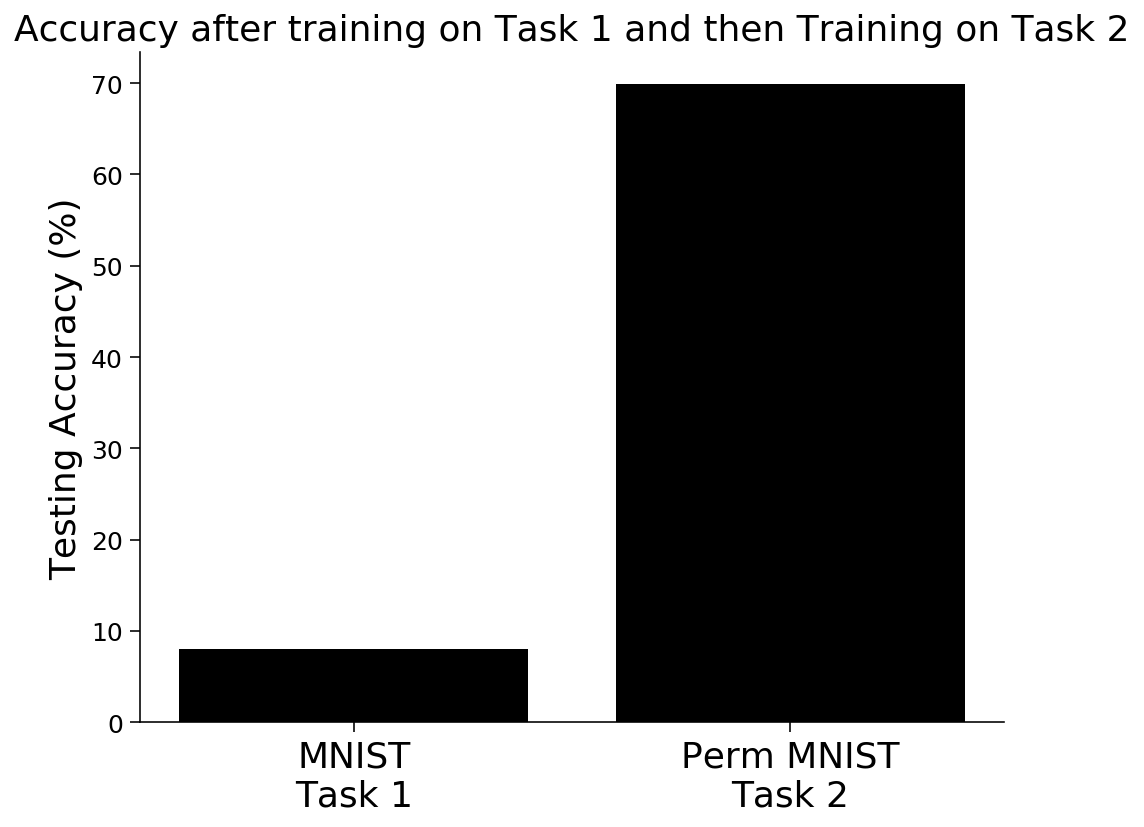 Accuracy after training on Task 1 and then Training on Task 2
Testing Accuracy (%)
70
60
50
40
30
20
10
0
MNIST
Task 1
Perm MNIST
Task 2